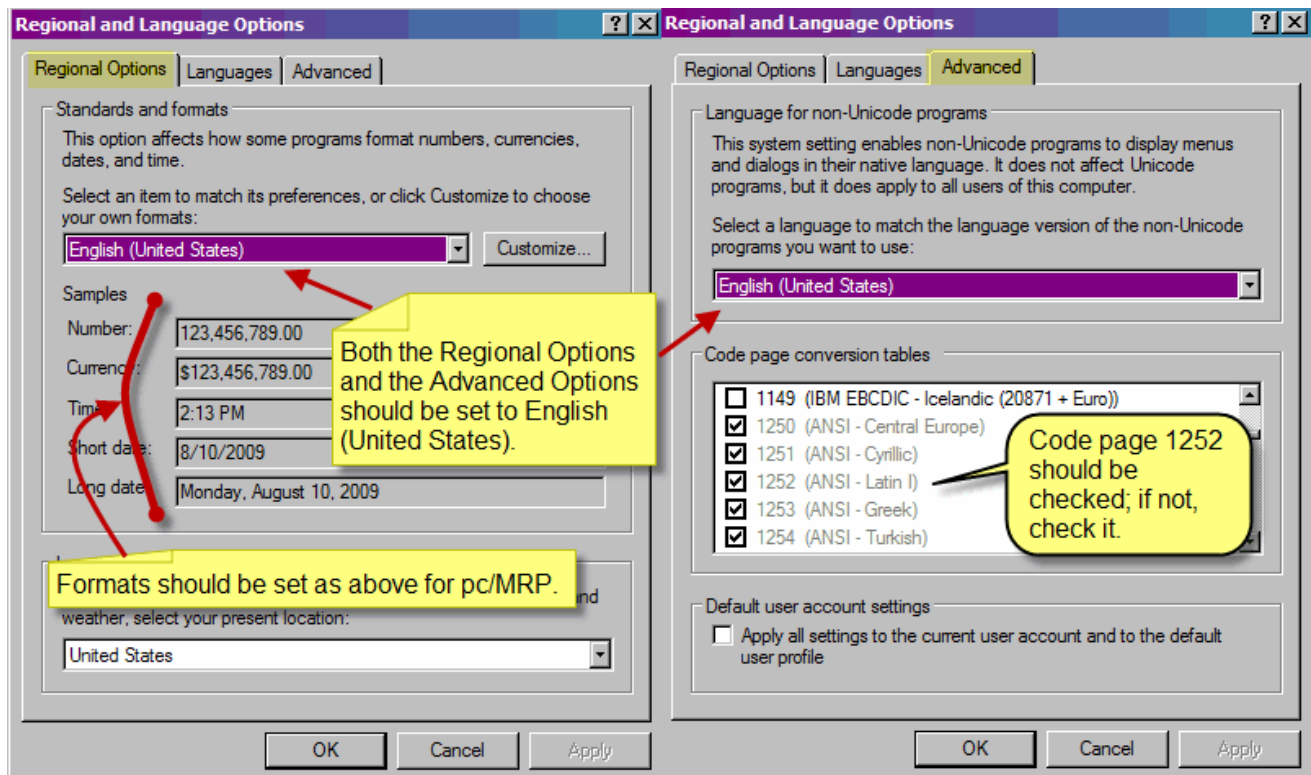 Regional and Language Options
Regional Options Languages Advanced
Standards and formats
This option affects how some programs format numbers, currencies,
dates, and time.
Select an item to match its preferences, or click Customize to choose
your own formats:
English (United States)
Customize...
Samples
Number:
123,456,789.00
Currency:
$123,456,789.00
Time:
2:13 PM
Short date:
8/10/2009
Long date:
Monday, August 10, 2009
Both the Regional Options
and the Advanced Options
should be set to English
(United States).
Formats should be set as above for pc/MRP.
and
weather, select your present location:
United States
OK Cancel Apply
Regional and Language Options
Regional Options Languages Advanced
Language for non-Unicode programs
This system setting enables non-Unicode programs to display menus
and dialogs in their native language. It does not affect Unicode
programs, but it does apply to all users of this computer.
Select a language to match the language version of the non-Unicode
programs you want to use:
English (United States)
Code page conversion tables
1149 (IBM EBCDIC - Icelandic (20871 + Euro))
1250 (ANSI - Central Europe)
1251 (ANSI - Cyrillic)
1252 (ANSI - Latin I)
1253 (ANSI - Greek)
1254 (ANSI - Turkish)
Code page 1252
should be
checked; if not,
check it.
Default user account settings
Apply all settings to the current user account and to the default
user profile
OK Cancel Apply